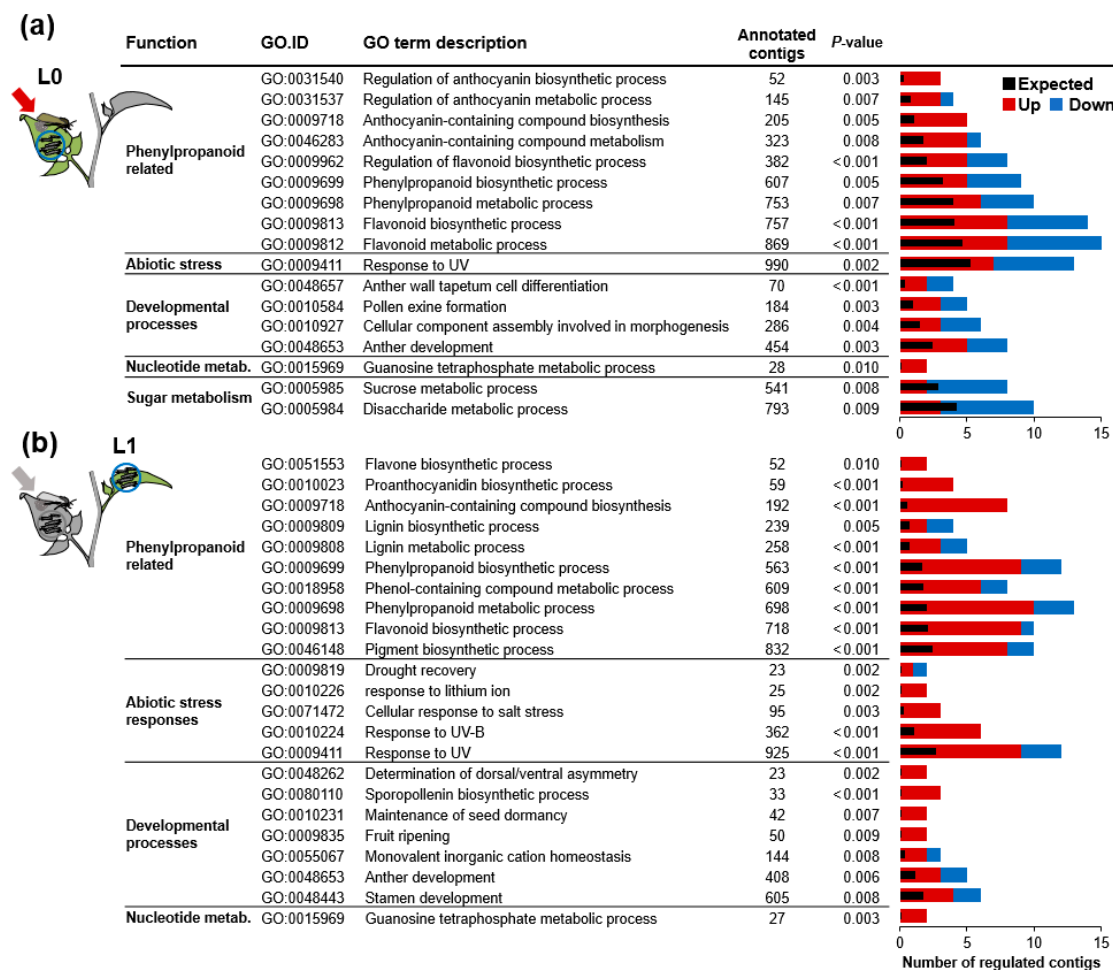 (a)
Function GO.ID GO term description Annotated contigs P-value
L0
Expected
Up Down
Phenylpropanoid related
GO:0031540 Regulation of anthocyanin biosynthetic process 52 0.003
GO:0031537 Regulation of anthocyanin metabolic process 145 0.007
GO:0009718 Anthocyanin-containing compound biosynthesis 205 0.005
GO:0046283 Anthocyanin-containing compound metabolism 323 0.008
GO:0009962 Regulation of flavonoid biosynthetic process 382 <0.001
GO:0009699 Phenylpropanoid biosynthetic process 607 0.005
GO:0009698 Phenylpropanoid metabolic process 753 0.007
GO:0009813 Flavonoid biosynthetic process 757 <0.001
GO:0009812 Flavonoid metabolic process 869 <0.001
Abiotic stress GO:0009411 Response to UV 990 0.002
Developmental processes
GO:0048657 Anther wall tapetum cell differentiation 70 <0.001
GO:0010584 Pollen exine formation 184 0.003
GO:0010927 Cellular component assembly involved in morphogenesis 286 0.004
GO:0048653 Anther development 454 0.003
Nucleotide metab. GO:0015969 Guanosine tetraphosphate metabolic process 28 0.010
Sugar metabolism
GO:0005985 Sucrose metabolic process 541 0.008
GO:0005984 Disaccharide metabolic process 793 0.009
0 5 10 15
(b)
L1
Phenylpropanoid related
GO:0051553 Flavone biosynthetic process 52 0.010
GO:0010023 Proanthocyanidin biosynthetic process 59 <0.001
GO:0009718 Anthocyanin-containing compound biosynthesis 192 <0.001
GO:0009809 Lignin biosynthetic process 239 0.005
GO:0009808 Lignin metabolic process 258 <0.001
GO:0009699 Phenylpropanoid biosynthetic process 563 <0.001
GO:0018958 Phenol-containing compound metabolic process 609 <0.001
GO:0009698 Phenylpropanoid metabolic process 698 <0.001
GO:0009813 Flavonoid biosynthetic process 718 <0.001
GO:0046148 Pigment biosynthetic process 832 <0.001
Abiotic stress responses
GO:0009819 Drought recovery 23 0.002
GO:0010226 response to lithium ion 25 0.002
GO:0071472 Cellular response to salt stress 95 0.003
GO:0010224 Response to UV-B 362 <0.001
GO:0009411 Response to UV 925 <0.001
Developmental processes
GO:0048262 Determination of dorsal/ventral asymmetry 23 0.002
GO:0080110 Sporopollenin biosynthetic process 33 <0.001
GO:0010231 Maintenance of seed dormancy 42 0.007
GO:0009835 Fruit ripening 50 0.009
GO:0055067 Monovalent inorganic cation homeostasis 144 0.008
GO:0048653 Anther development 408 0.006
GO:0048443 Stamen development 605 0.008
Nucleotide metab. GO:0015969 Guanosine tetraphosphate metabolic process 27 0.003
0 5 10 15
Number of regulated contigs